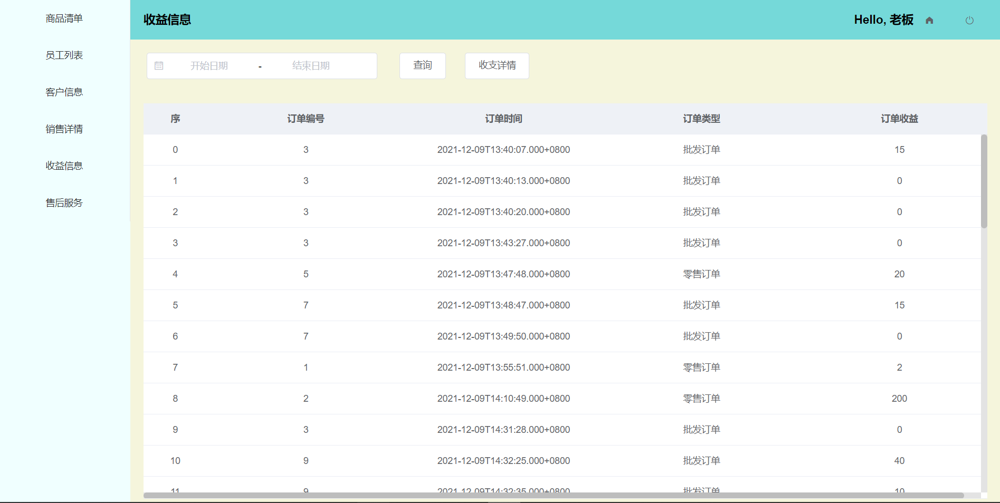 商品清单
员工列表
客户信息
销售详情
收益信息
售后服务
收益信息
Hello, 老板
开始日期 - 结束日期
查询
收支详情
序 订单编号 订单时间 订单类型 订单收益
0 3 2021-12-09T13:40:07.000+0800 批发订单 15
1 3 2021-12-09T13:40:13.000+0800 批发订单 0
2 3 2021-12-09T13:40:20.000+0800 批发订单 0
3 3 2021-12-09T13:43:27.000+0800 批发订单 0
4 5 2021-12-09T13:47:48.000+0800 零售订单 20
5 7 2021-12-09T13:48:47.000+0800 批发订单 15
6 7 2021-12-09T13:49:50.000+0800 批发订单 0
7 1 2021-12-09T13:55:51.000+0800 零售订单 2
8 2 2021-12-09T14:10:49.000+0800 零售订单 200
9 3 2021-12-09T14:31:28.000+0800 批发订单 0
10 9 2021-12-09T14:32:25.000+0800 批发订单 40
11 9 2021-12-09T14:32:35.000+0800 批发订单 10